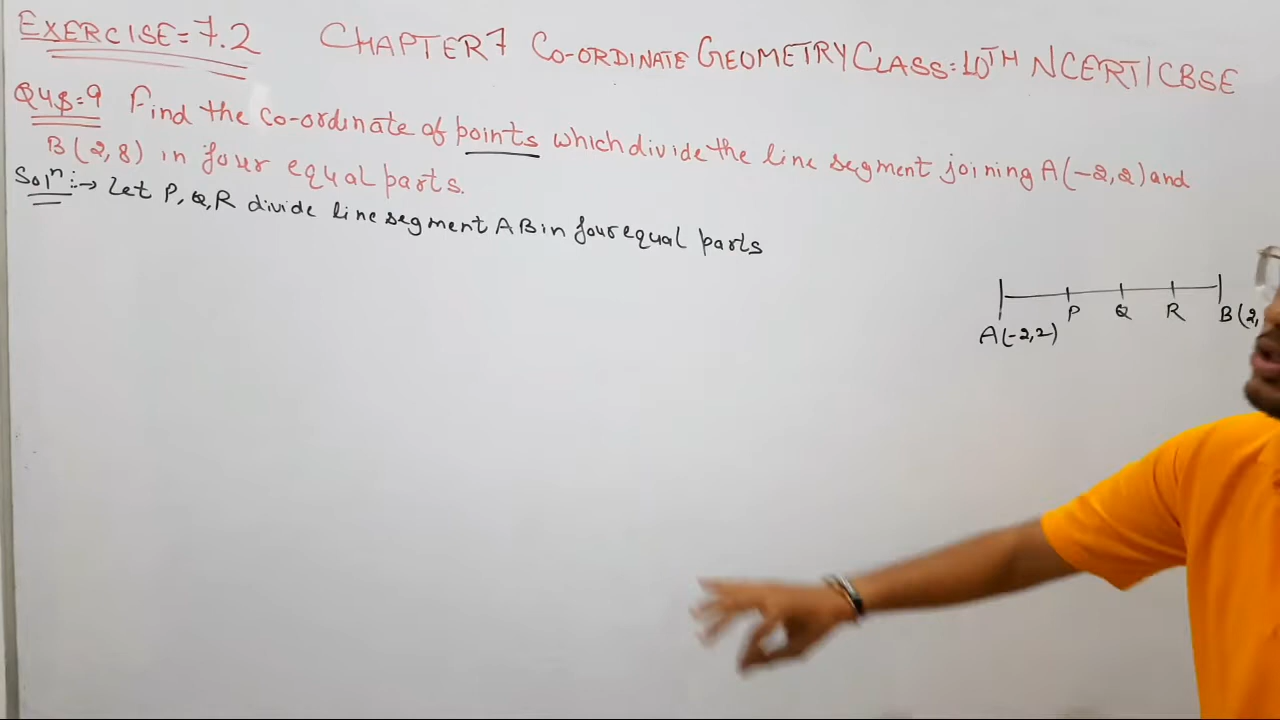 EXERCISE=7.2 CHAPTER7 CO-ORDINATE GEOMETRY CLASS:10TH NCERT/CBSE
QUS=9 Find the co-ordinate of points which divide the line segment joining A(-2,2) and
B(2,8) in four equal parts.
Solⁿ:→ Let P, Q, R divide line segment AB in four equal parts
P Q R B(2,
A(-2,2)